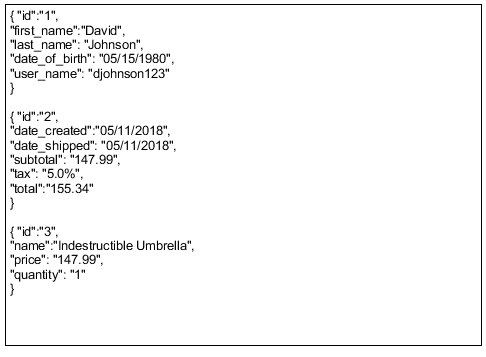 { "id":"1",
"first_name":"David",
"last_name": "Johnson",
"date_of_birth": "05/15/1980",
"user_name": "djohnson123"
}
{ "id":"2",
"date_created":"05/11/2018",
"date_shipped": "05/11/2018",
"subtotal": "147.99",
"tax": "5.0%",
"total":"155.34"
}
{ "id":"3",
"name":"Indestructible Umbrella",
"price": "147.99",
"quantity": "1"
}